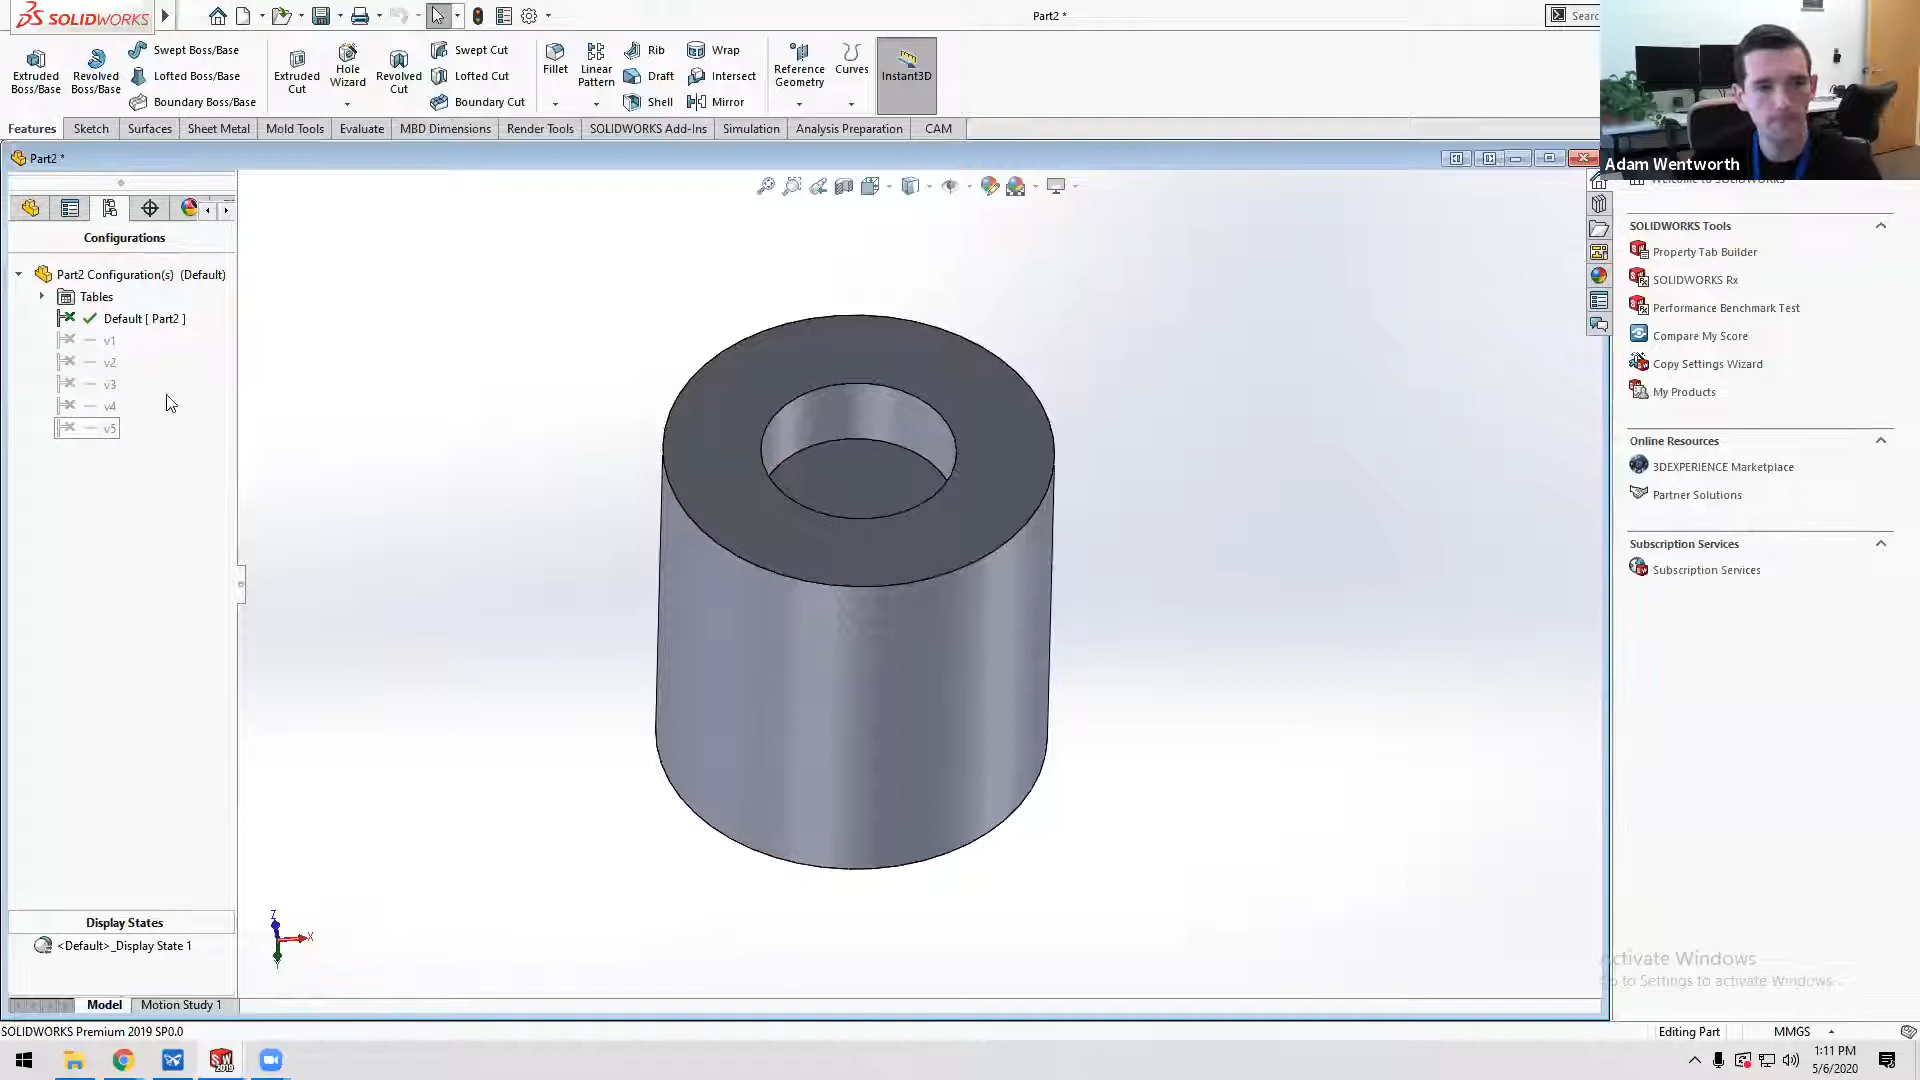 SOLIDWORKS
Part2 *
Searc
Extruded Boss/Base
Revolved Boss/Base
Swept Boss/Base
Lofted Boss/Base
Boundary Boss/Base
Extruded Cut
Hole Wizard
Revolved Cut
Swept Cut
Lofted Cut
Boundary Cut
Fillet
Linear Pattern
Rib
Draft
Shell
Wrap
Intersect
Mirror
Reference Geometry
Curves
Instant3D
Features Sketch Surfaces Sheet Metal Mold Tools Evaluate MBD Dimensions Render Tools SOLIDWORKS Add-Ins Simulation Analysis Preparation CAM
Part2 *
Adam Wentworth
Configurations
Part2 Configuration(s) (Default)
Tables
Default [ Part2 ]
v1
v2
v3
v4
v5
Display States
<Default>_Display State 1
Z
X
Y
Welcome to SOLIDWORKS
SOLIDWORKS Tools
Property Tab Builder
SOLIDWORKS Rx
Performance Benchmark Test
Compare My Score
Copy Settings Wizard
My Products
Online Resources
3DEXPERIENCE Marketplace
Partner Solutions
Subscription Services
Subscription Services
Activate Windows
Go to Settings to activate Windows.
Model Motion Study 1
SOLIDWORKS Premium 2019 SP0.0
Editing Part
MMGS
SW
2019
1:11 PM
5/6/2020